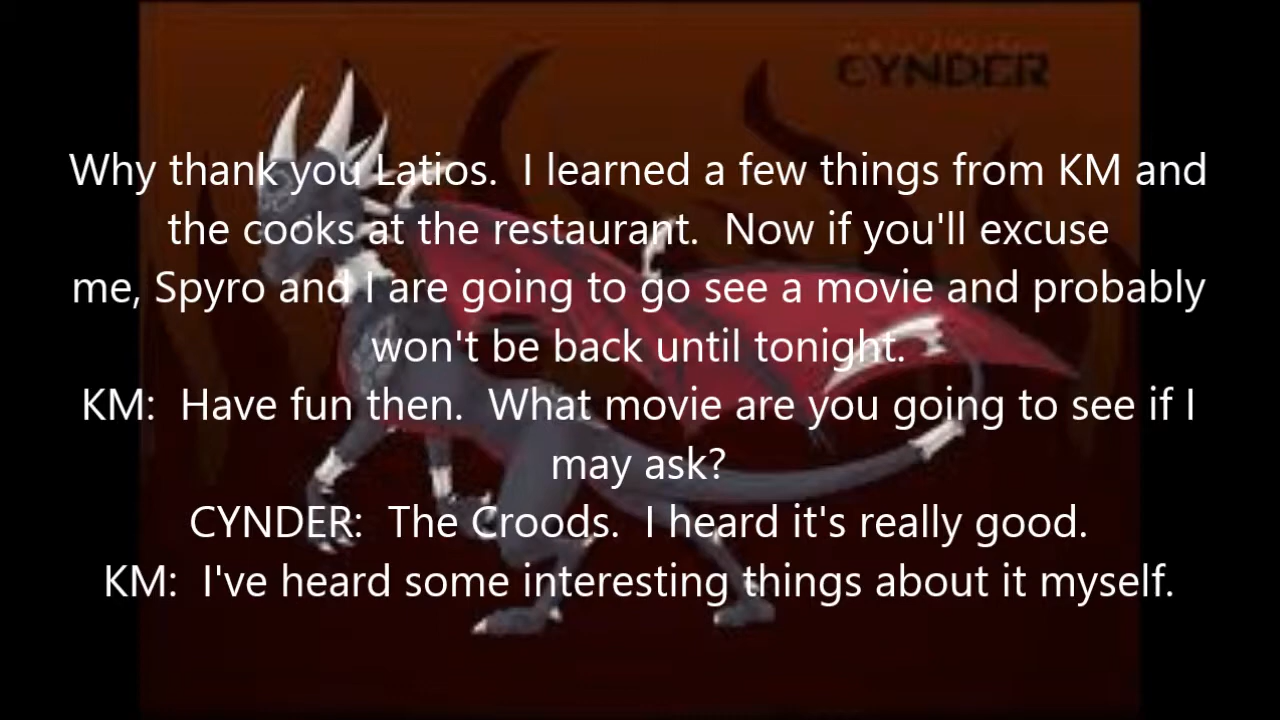 CYNDER
Why thank you Latios.  I learned a few things from KM and
the cooks at the restaurant.  Now if you'll excuse
me, Spyro and I are going to go see a movie and probably
won't be back until tonight.
KM:  Have fun then.  What movie are you going to see if I
may ask?
CYNDER:  The Croods.  I heard it's really good.
KM:  I've heard some interesting things about it myself.